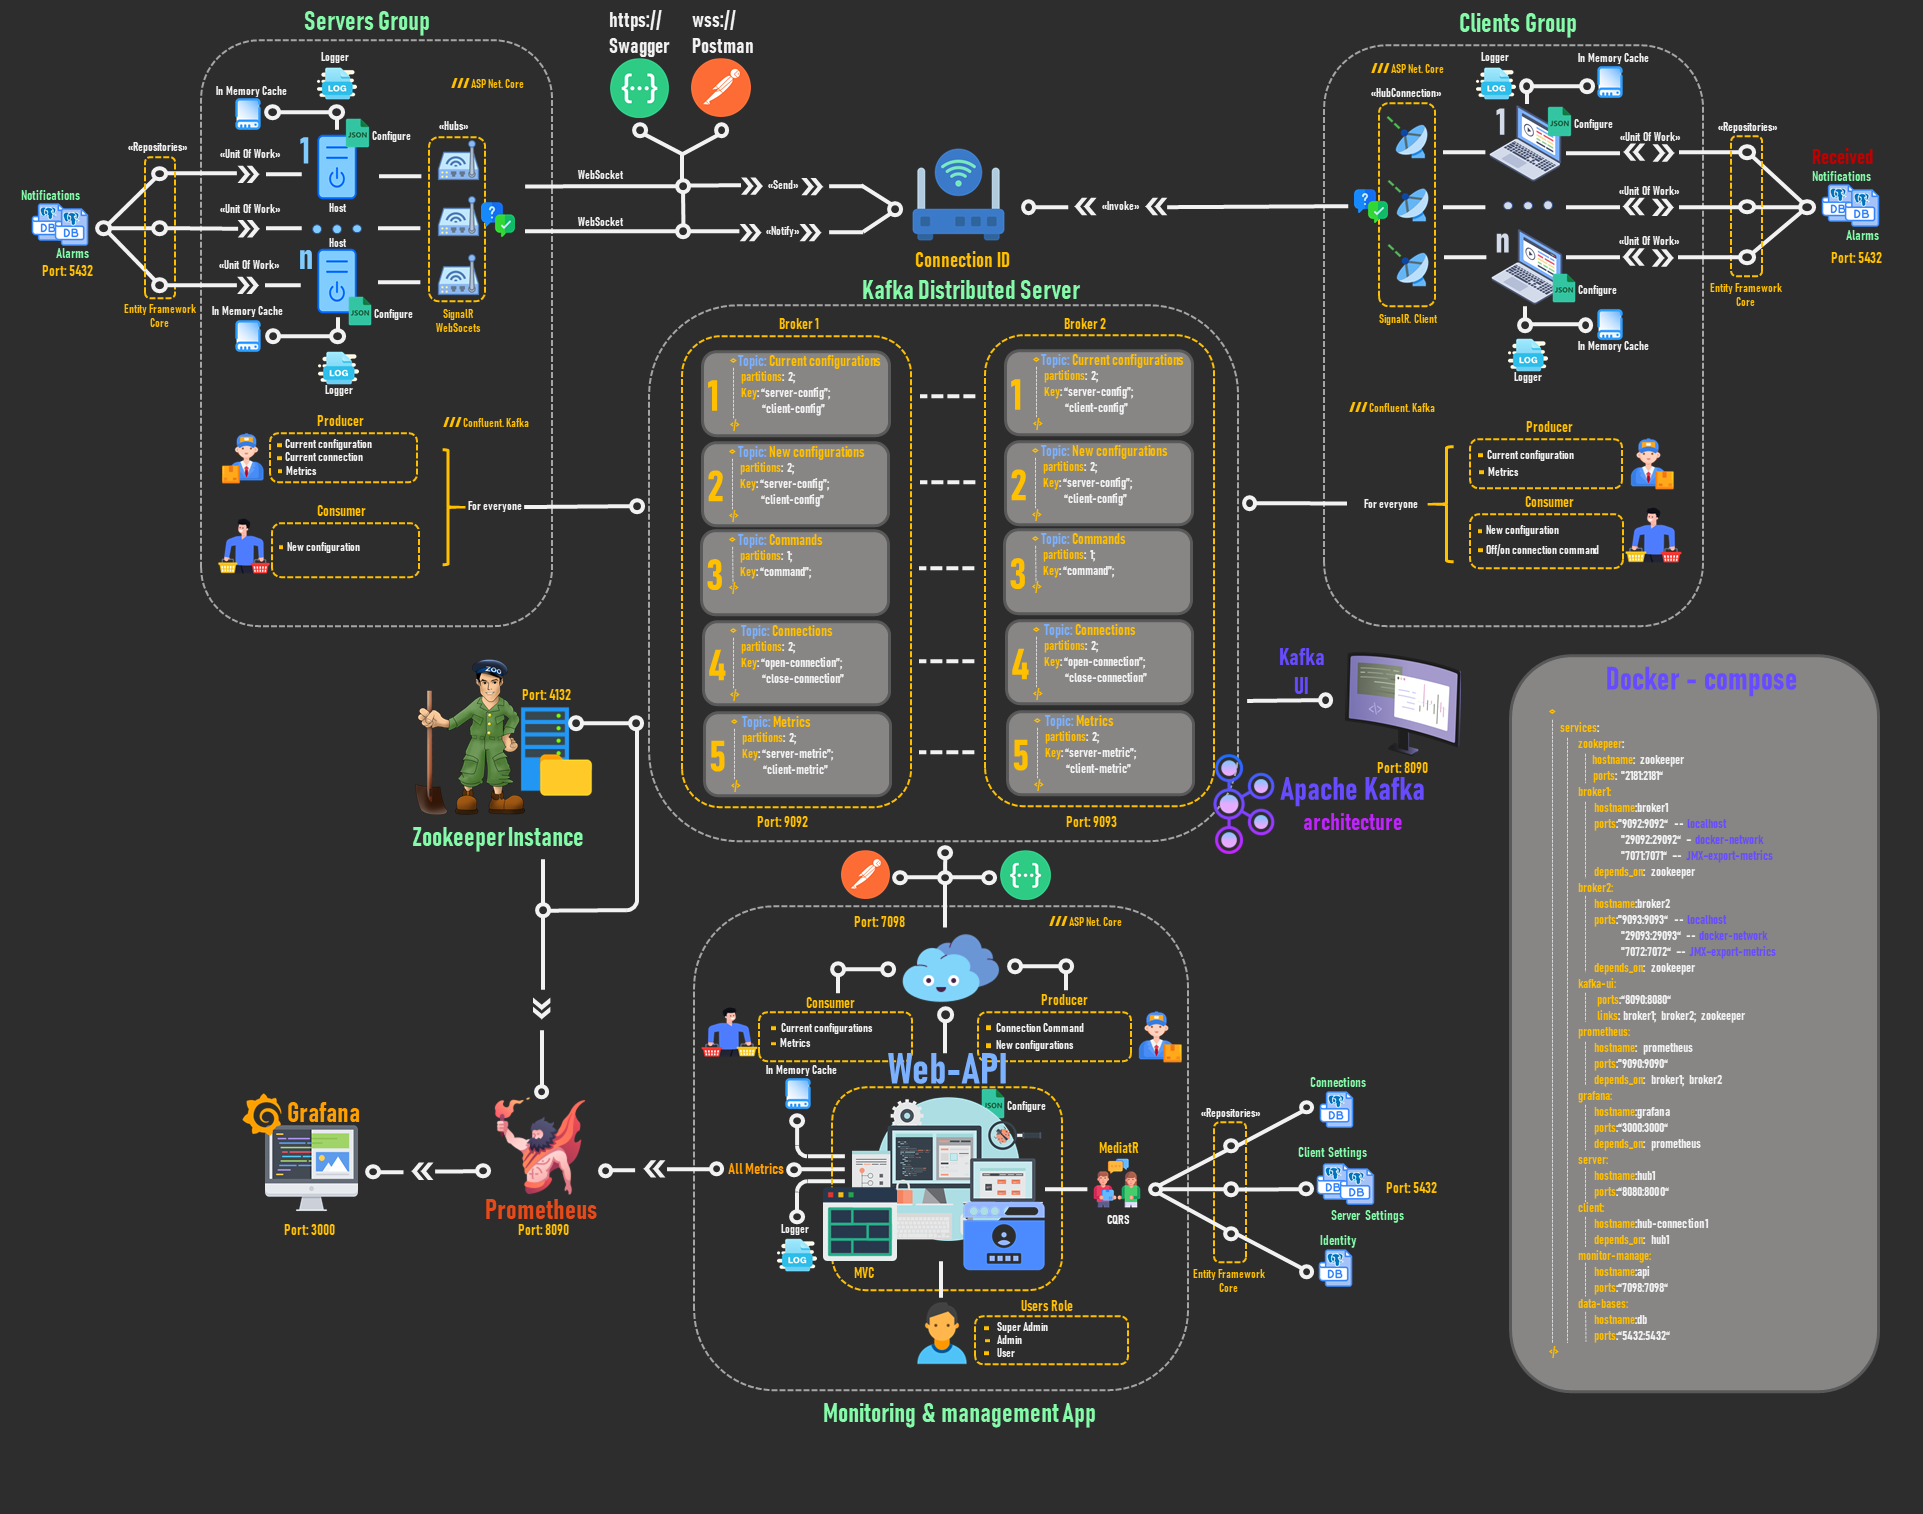 Servers Group
Logger
LOG
In Memory Cache
/// ASP Net. Core
JSON
Configure
«Hubs»
«Repositories»
«Unit Of Work»
1
Host
Notifications
DB
DB
Alarms
Port: 5432
«Unit Of Work»
Host
n
«Unit Of Work»
Entity Framework
Core
In Memory Cache
JSON
Configure
SignalR
WebSocets
LOG
Logger
Producer
/// Confluent. Kafka
Current configuration
Current connection
Metrics
Consumer
New configuration
For everyone
https://
Swagger
wss://
Postman
{···}
WebSocket
«Send»
WebSocket
«Notify»
Connection ID
«Invoke»
Clients Group
/// ASP Net. Core
Logger
LOG
In Memory Cache
«HubConnection»
1
JSON
Configure
«Unit Of Work»
«Repositories»
Received
Notifications
DB
DB
Alarms
Port: 5432
«Unit Of Work»
n
«Unit Of Work»
JSON
Configure
SignalR. Client
Entity Framework
Core
In Memory Cache
LOG
Logger
/// Confluent. Kafka
Producer
Current configuration
Metrics
For everyone
Consumer
New configuration
Off/on connection command
Kafka Distributed Server
Broker 1
1
Topic: Current configurations
partitions: 2;
Key:“server-config”;
“client-config”
</>
2
Topic: New configurations
partitions: 2;
Key:“server-config”;
“client-config”
</>
3
Topic: Commands
partitions: 1;
Key:“command”;
</>
4
Topic: Connections
partitions: 2;
Key:“open-connection”;
“close-connection”
</>
5
Topic: Metrics
partitions: 2;
Key:“server-metric”;
“client-metric”
</>
Port: 9092
Broker 2
1
Topic: Current configurations
partitions: 2;
Key:“server-config”;
“client-config”
</>
2
Topic: New configurations
partitions: 2;
Key:“server-config”;
“client-config”
</>
3
Topic: Commands
partitions: 1;
Key:“command”;
</>
4
Topic: Connections
partitions: 2;
Key:“open-connection”;
“close-connection”
</>
5
Topic: Metrics
partitions: 2;
Key:“server-metric”;
“client-metric”
</>
Port: 9093
Kafka
UI
</>
Port: 8090
Apache Kafka
architecture
ZOO
Port: 4132
Zookeeper Instance
{···}
Port: 7098
/// ASP Net. Core
Consumer
Current configurations
Metrics
Producer
Connection Command
New configurations
Web-API
In Memory Cache
JSON
Configure
All Metrics
Logger
LOG
MVC
MediatR
CQRS
Users Role
Super Admin
Admin
User
Monitoring & management App
Grafana
Port: 3000
Prometheus
Port: 8090
«Repositories»
Entity Framework
Core
Connections
DB
Client Settings
DB
DB
Port: 5432
Server Settings
Identity
DB
Docker - compose
services:
zookepeer:
hostname: zookeeper
ports: "2181:2181"
broker1:
hostname:broker1
ports:"9092:9092" -- localhost
"29092:29092" - docker-network
"7071:7071" -- JMX-export-metrics
depends_on: zookeeper
broker2:
hostname:broker2
ports:"9093:9093" -- localhost
"29093:29093" -- docker-network
"7072:7072" -- JMX-export-metrics
depends_on: zookeeper
kafka-ui:
ports:"8090:8080"
links: broker1; broker2; zookeeper
prometheus:
hostname: prometheus
ports:"9090:9090"
depends_on: broker1; broker2
grafana:
hostname:grafana
ports:"3000:3000"
depends_on: prometheus
server:
hostname:hub1
ports:"8080:8000"
client:
hostname:hub-connection1
depends_on: hub1
monitor-manage:
hostname:api
ports:"7098:7098"
data-bases:
hostname:db
ports:"5432:5432"
</>